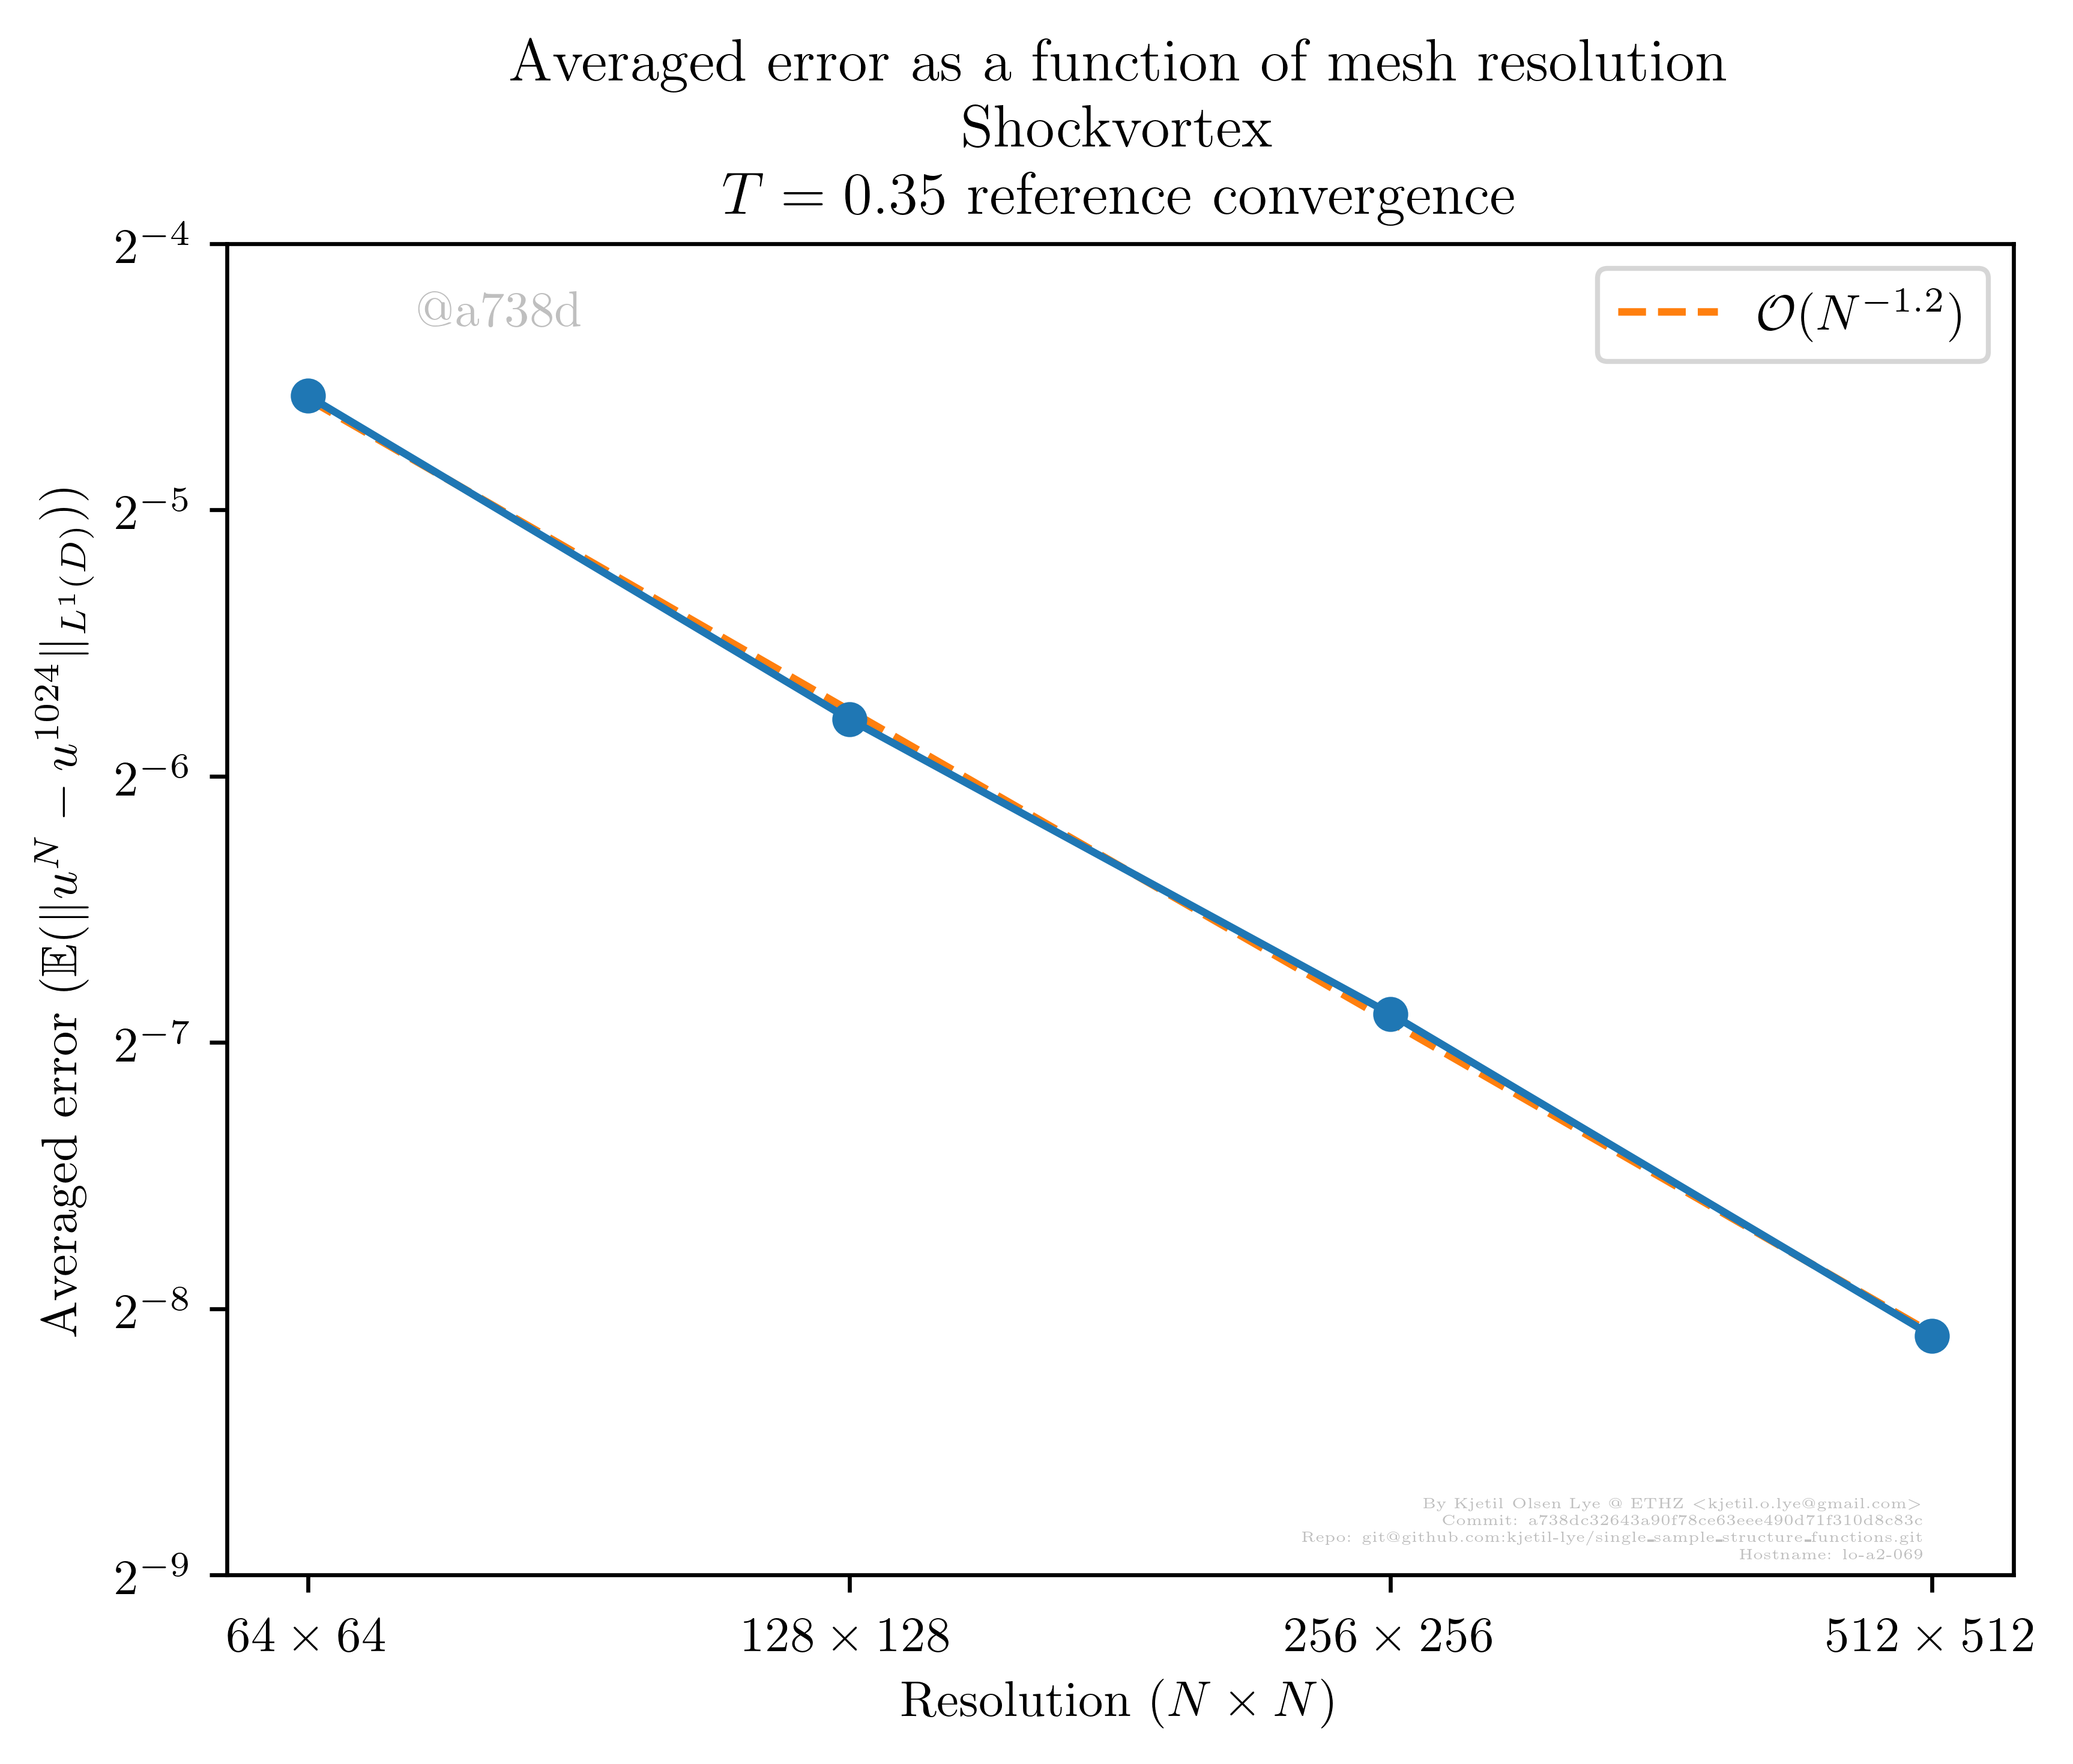 Averaged error as a function of mesh resolution
Shockvortex
T = 0.35 reference convergence
@a738d
𝒪(N^{-1.2})
2^{-4}
2^{-5}
2^{-6}
2^{-7}
2^{-8}
2^{-9}
Averaged error (𝔼(‖u^N − u^{1024}‖_{L^1(D)}))
By Kjetil Olsen Lye @ ETHZ <kjetil.o.lye@gmail.com>
Commit: a738dc32643a90f78ce63eee490d71f310d8c83c
Repo: git@github.com:kjetil-lye/single_sample_structure_functions.git
Hostname: lo-a2-069
64 × 64 128 × 128 256 × 256 512 × 512
Resolution (N × N)